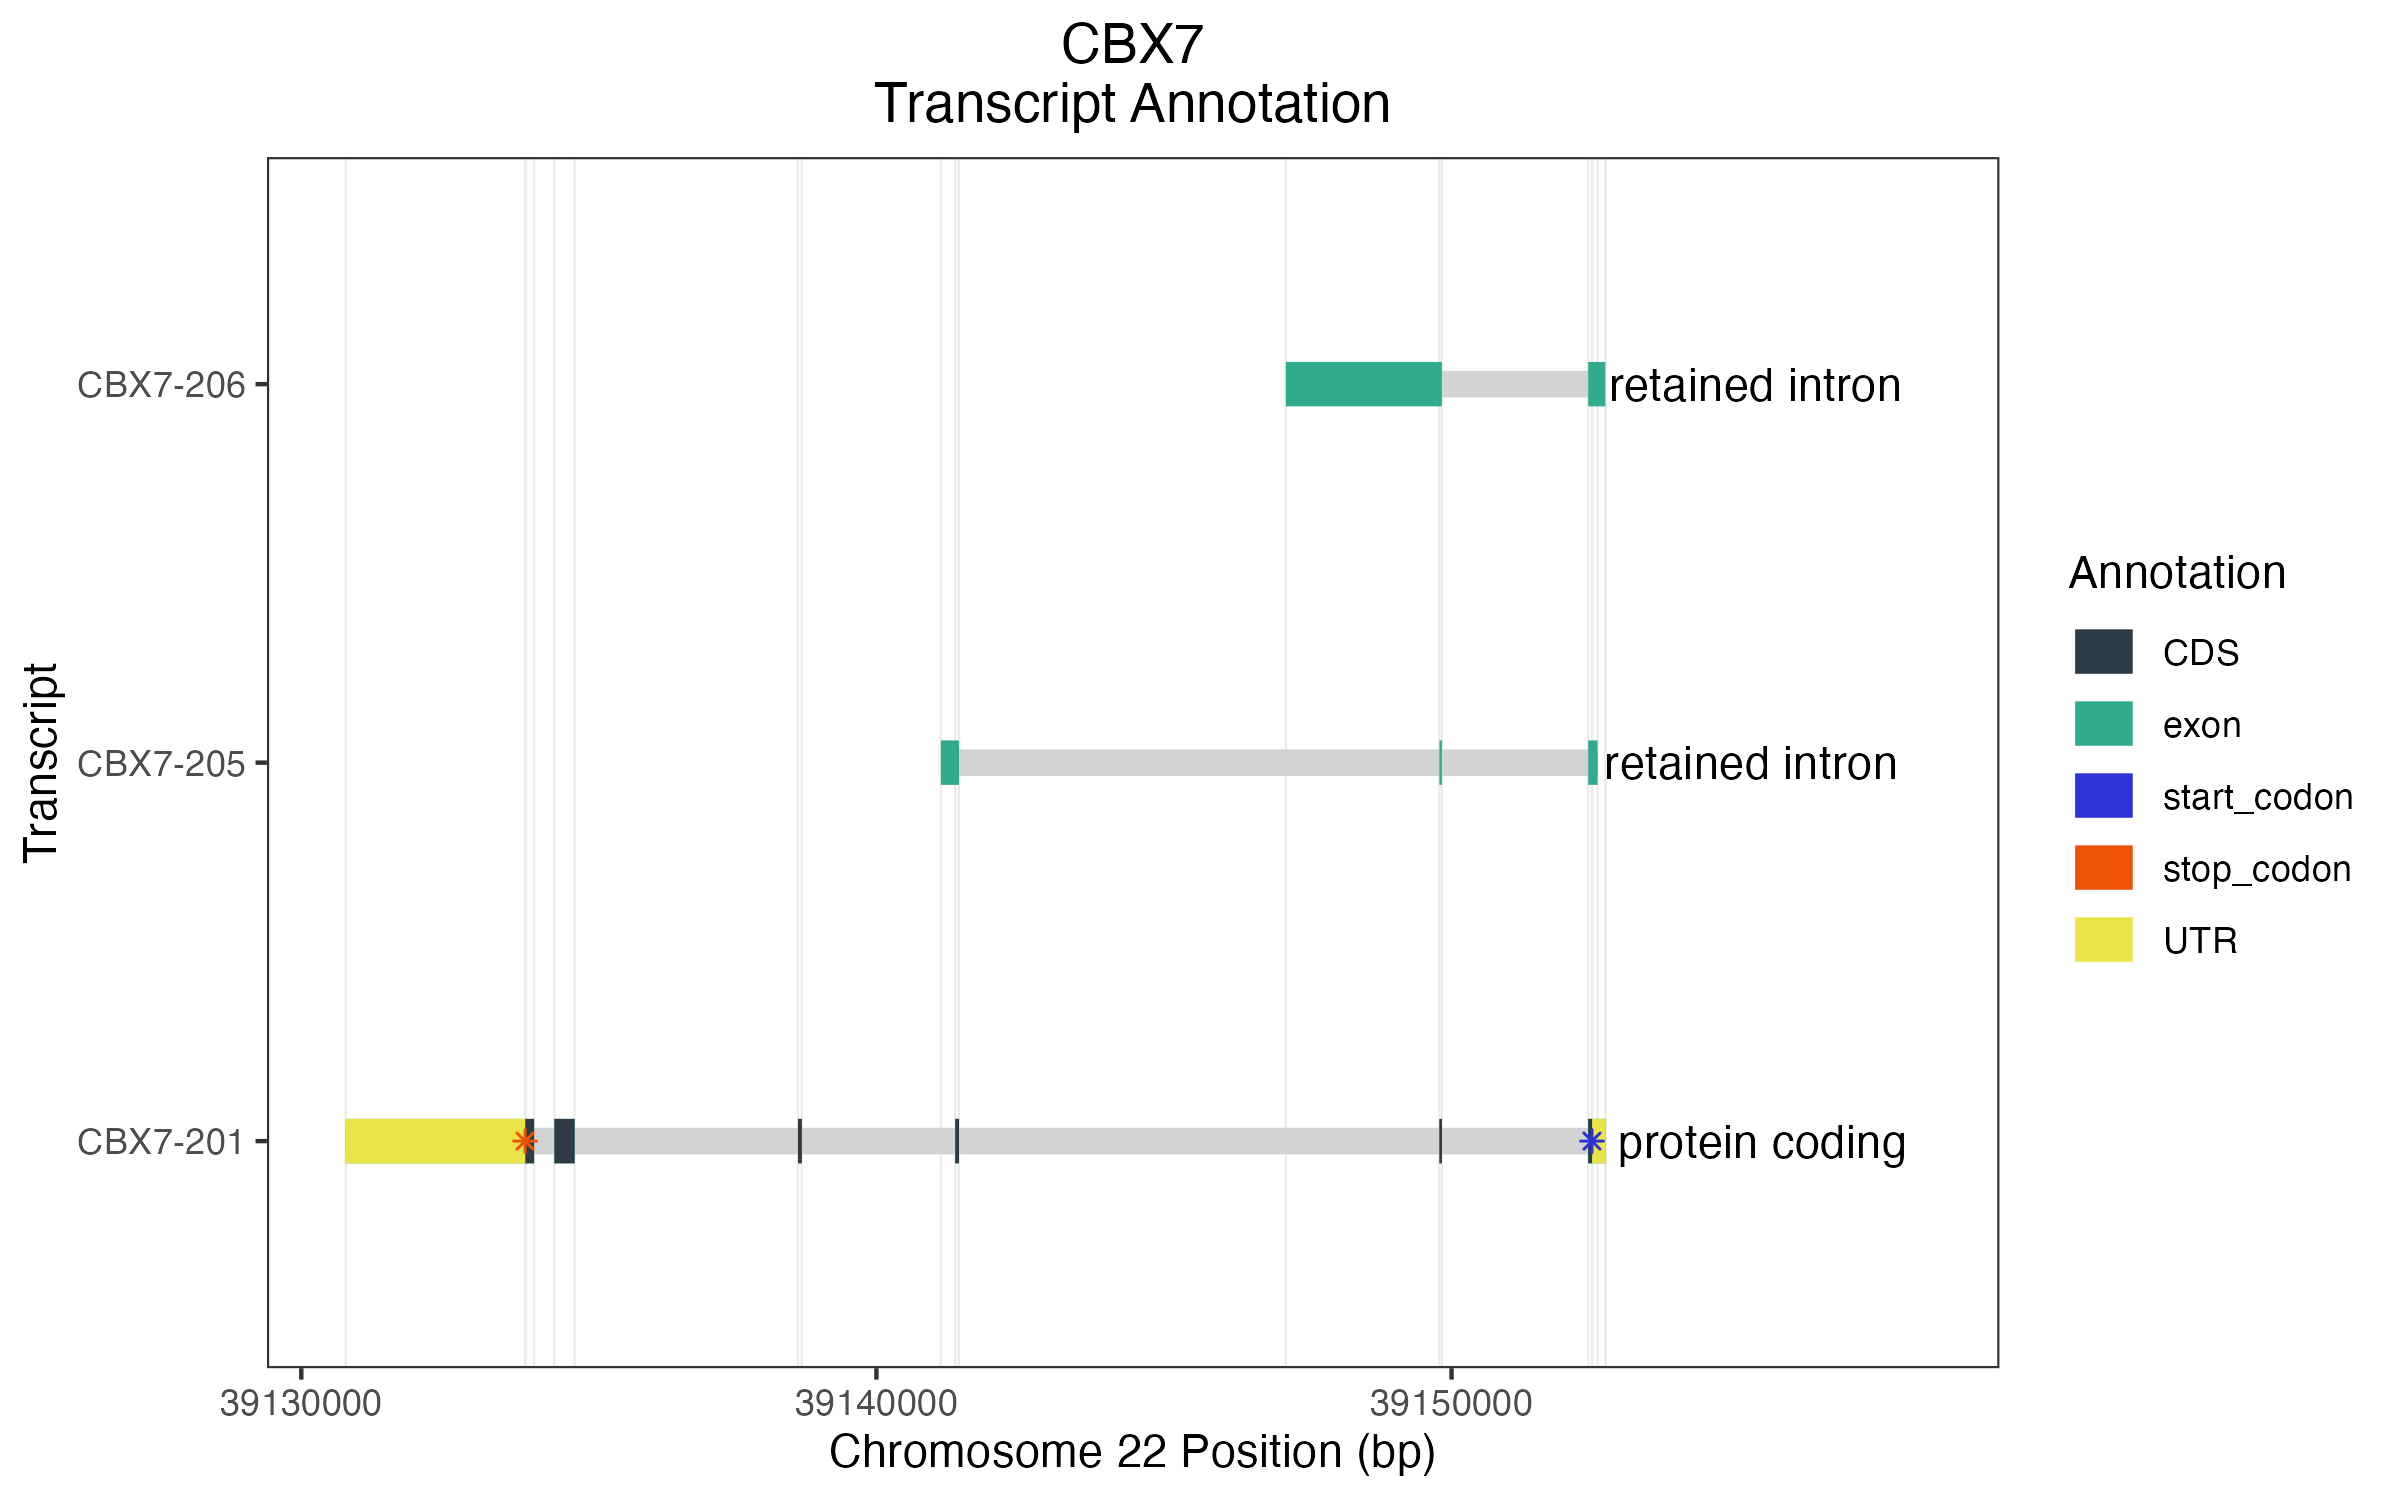 CBX7
Transcript Annotation
Transcript
CBX7-206
retained intron
CBX7-205
retained intron
CBX7-201
protein coding
39130000
39140000
39150000
Chromosome 22 Position (bp)
Annotation
CDS
exon
start_codon
stop_codon
UTR